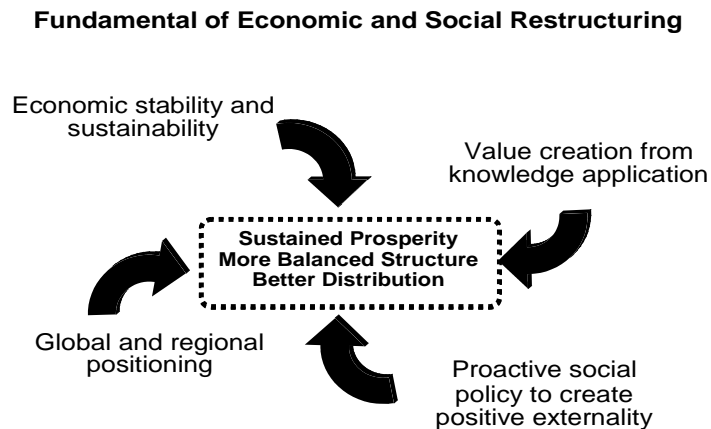 Fundamental of Economic and Social Restructuring
Economic stability and
sustainability
Value creation from
knowledge application
Sustained Prosperity
More Balanced Structure
Better Distribution
Global and regional
positioning
Proactive social
policy to create
positive externality